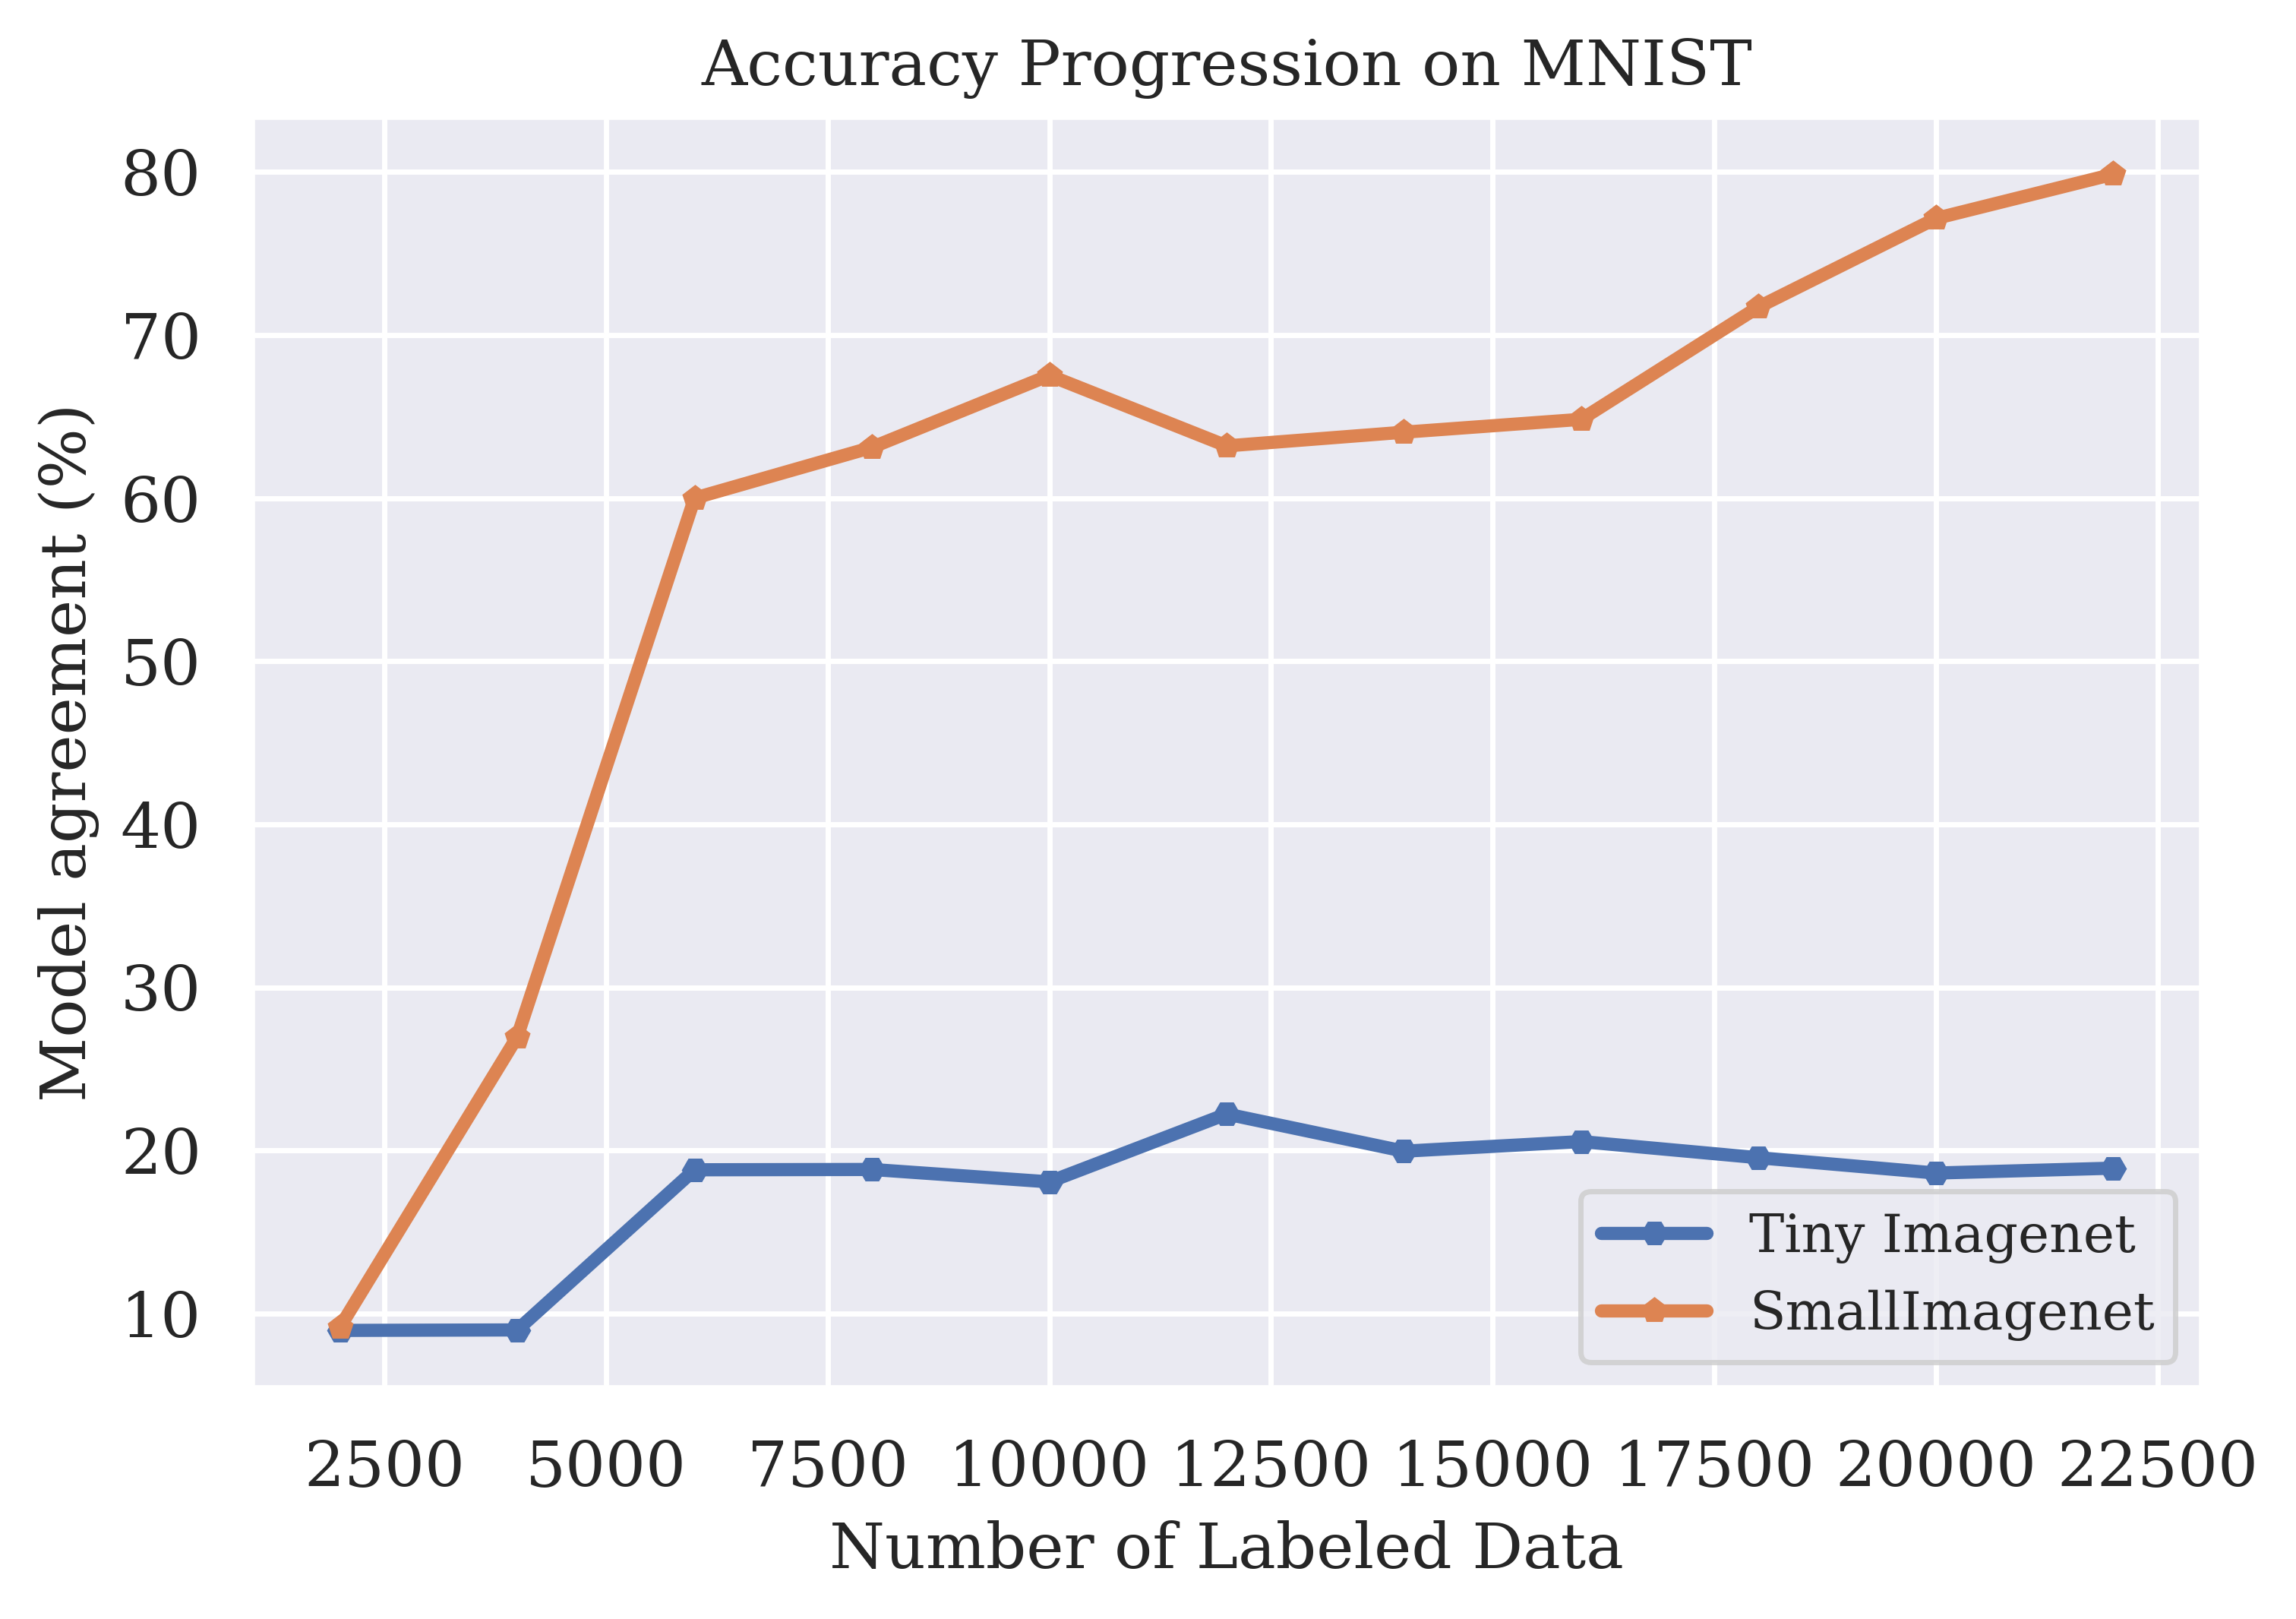 Accuracy Progression on MNIST
Model agreement (%)
80
70
60
50
40
30
20
10
Tiny Imagenet
SmallImagenet
2500 5000 7500 10000 12500 15000 17500 20000 22500
Number of Labeled Data